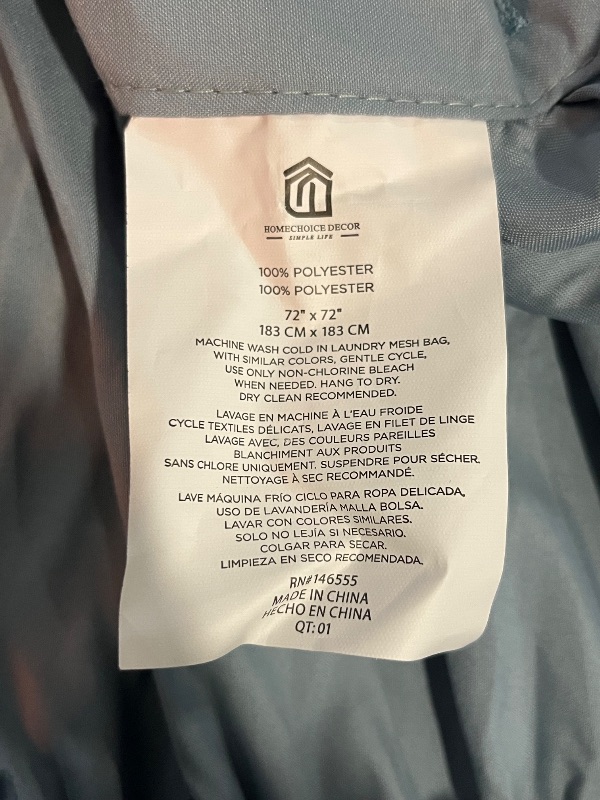 HOMECHOICE DECOR
SIMPLE LIFE
100% POLYESTER
100% POLYESTER
72" x 72"
183 CM x 183 CM
MACHINE WASH COLD IN LAUNDRY MESH BAG,
WITH SIMILAR COLORS, GENTLE CYCLE,
USE ONLY NON-CHLORINE BLEACH
WHEN NEEDED. HANG TO DRY.
DRY CLEAN RECOMMENDED.
LAVAGE EN MACHINE À L'EAU FROIDE
CYCLE TEXTILES DÉLICATS, LAVAGE EN FILET DE LINGE
LAVAGE AVEC, DES COULEURS PAREILLES
BLANCHIMENT AUX PRODUITS
SANS CHLORE UNIQUEMENT. SUSPENDRE POUR SÉCHER.
NETTOYAGE À SEC RECOMMANDÉ.
LAVE MÁQUINA FRÍO CICLO PARA ROPA DELICADA,
USO DE LAVANDERÍA MALLA BOLSA.
LAVAR CON COLORES SIMILARES.
SOLO NO LEJÍA SI NECESARIO.
COLGAR PARA SECAR.
LIMPIEZA EN SECO RECOMENDADA.
RN#146555
MADE IN CHINA
HECHO EN CHINA
QT: 01